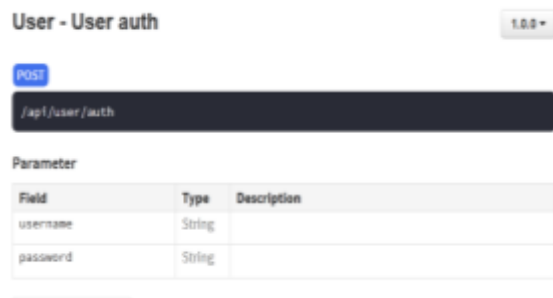 User - User auth
1.0.0
POST
/api/user/auth
Parameter
Field Type Description
username String
password String